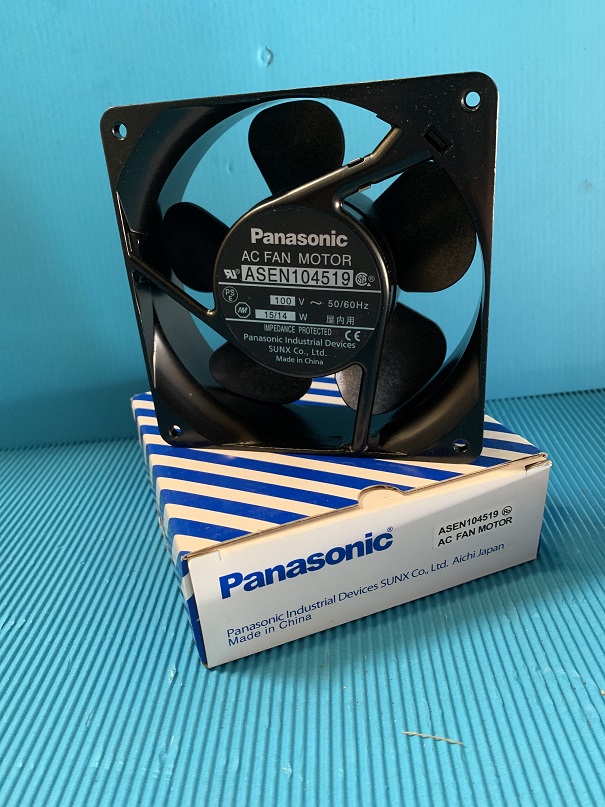 Panasonic
AC FAN MOTOR
ASEN104519
100 V ~ 50/60Hz
15/14 W 屋内用
IMPEDANCE PROTECTED
CE
Panasonic Industrial Devices
SUNX Co., Ltd.
Made in China
PS
E
Panasonic®
ASEN104519
AC FAN MOTOR
Panasonic Industrial Devices SUNX Co., Ltd. Aichi Japan
Made in China